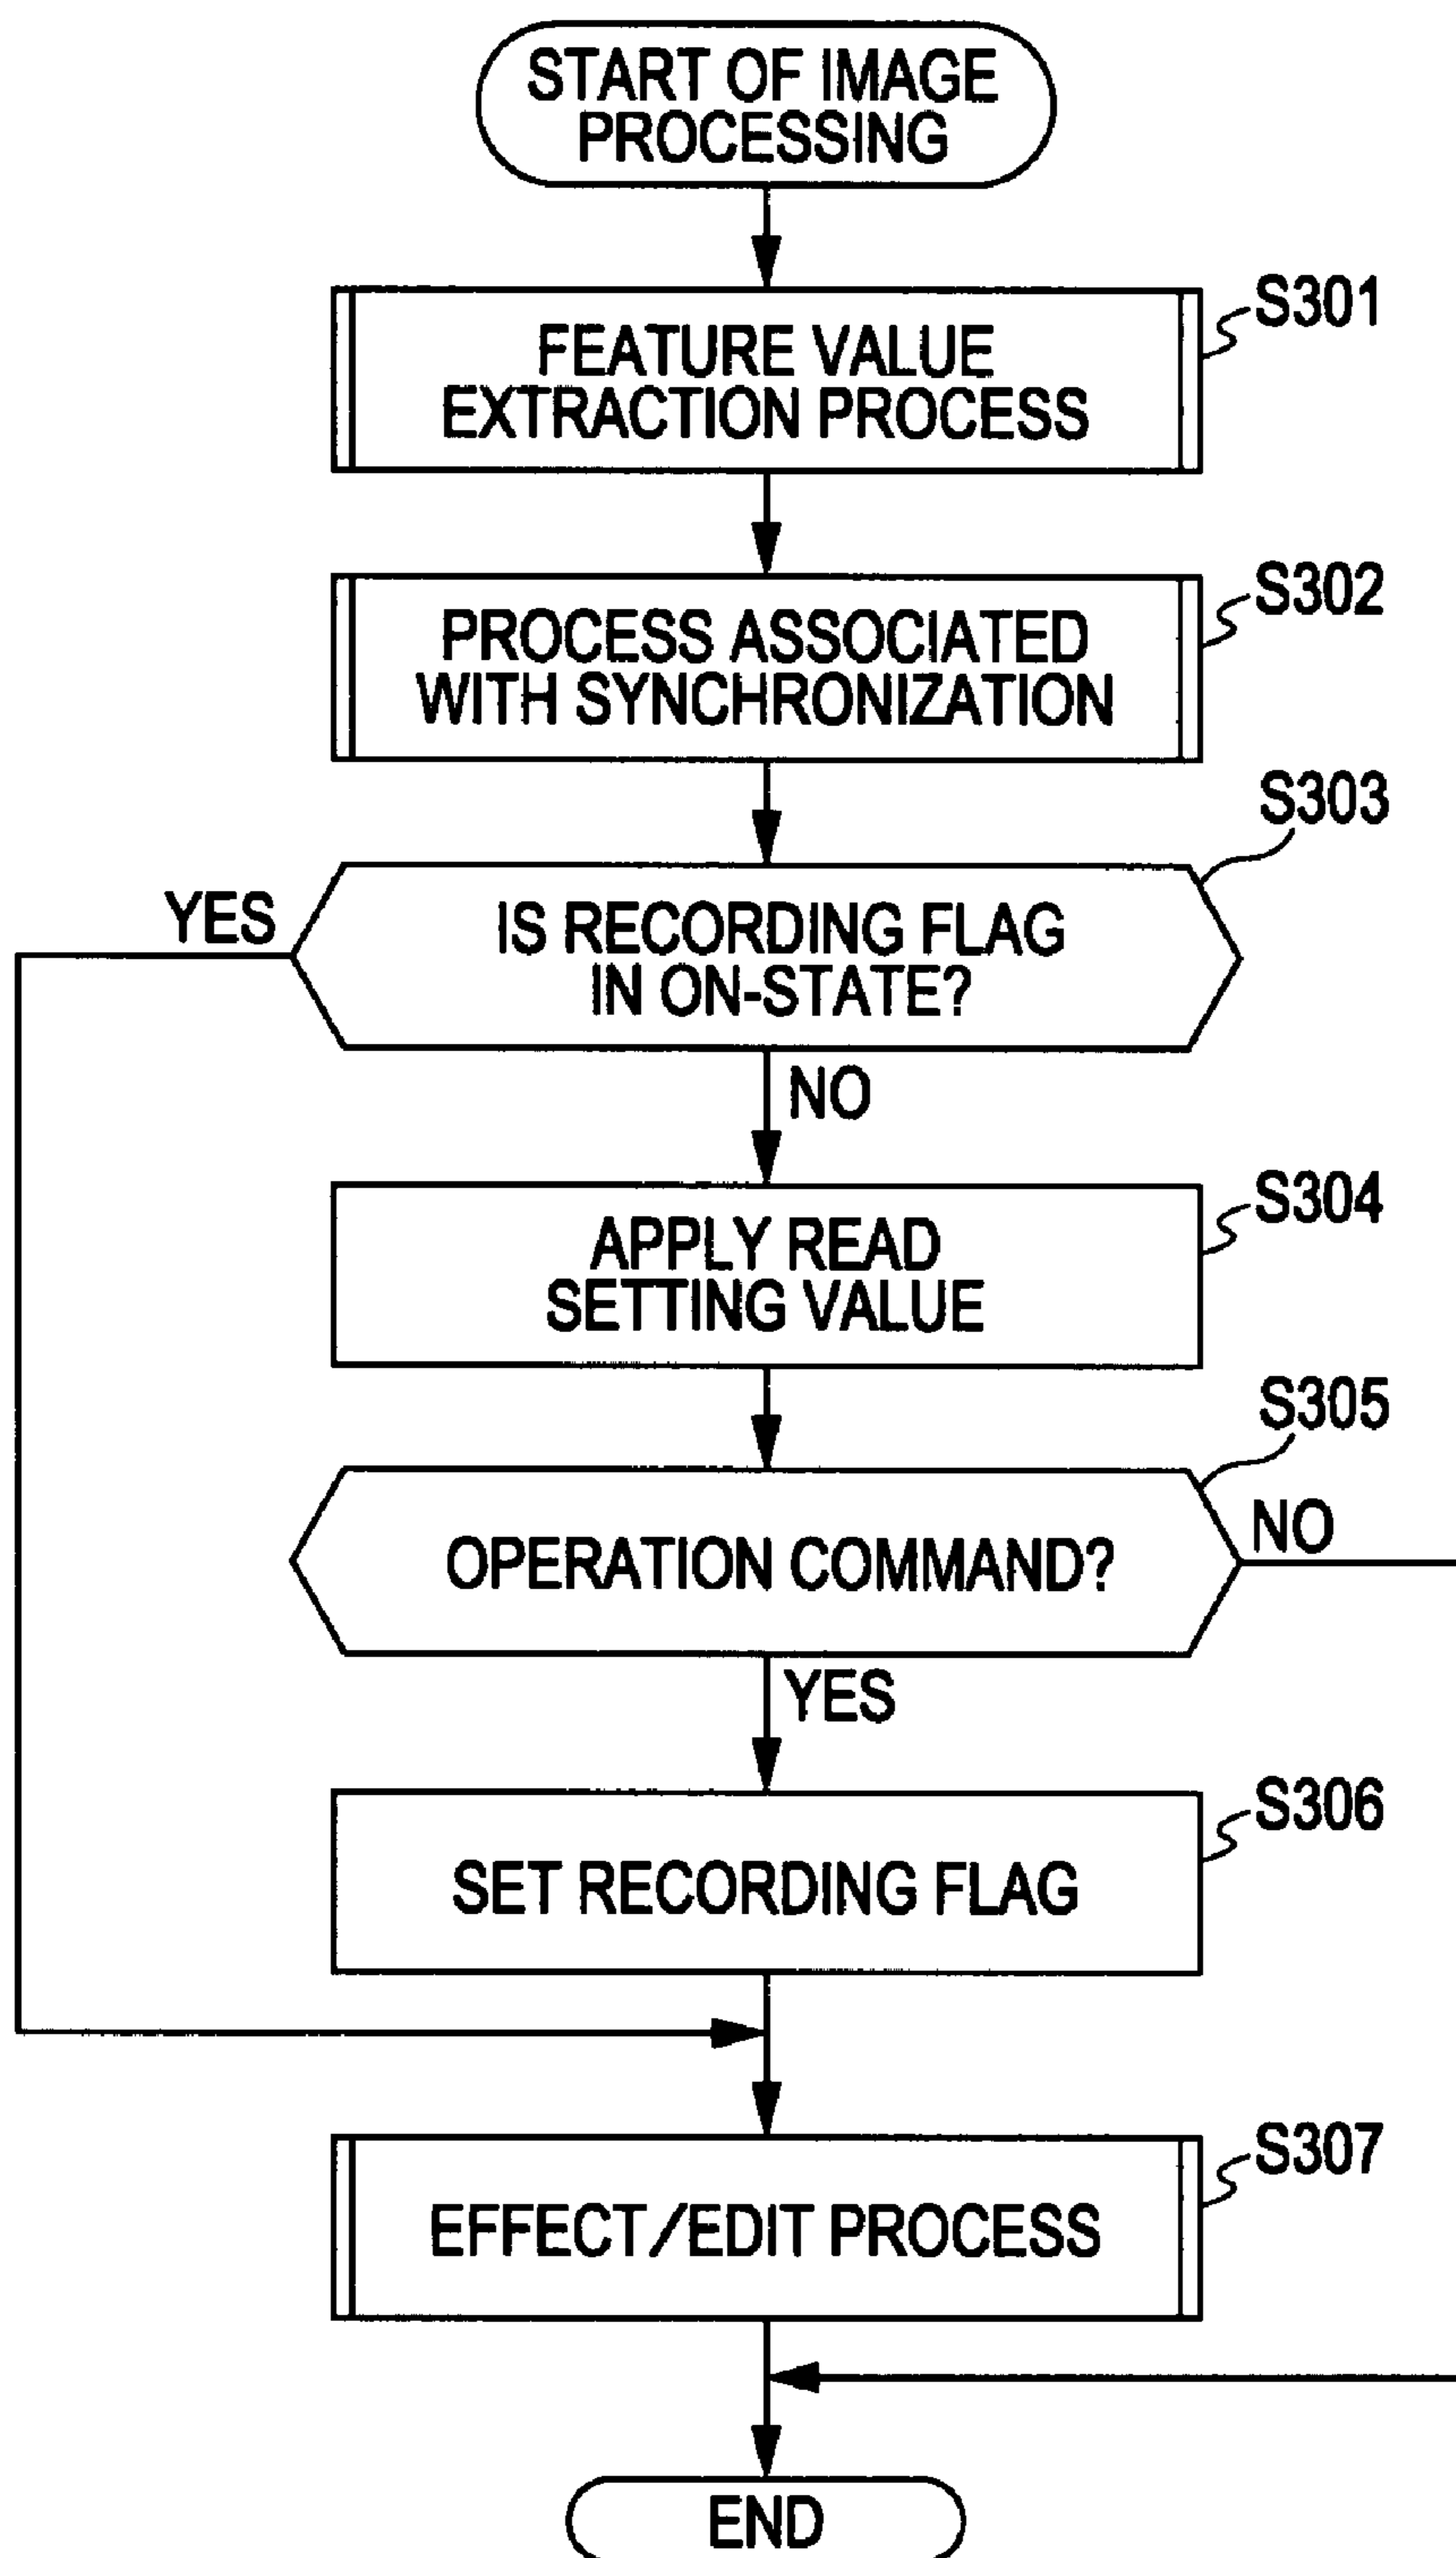 START OF IMAGE
PROCESSING
S301
FEATURE VALUE
EXTRACTION PROCESS
S302
PROCESS ASSOCIATED
WITH SYNCHRONIZATION
S303
YES
IS RECORDING FLAG
IN ON-STATE?
NO
S304
APPLY READ
SETTING VALUE
S305
NO
OPERATION COMMAND?
YES
S306
SET RECORDING FLAG
S307
EFFECT/EDIT PROCESS
END